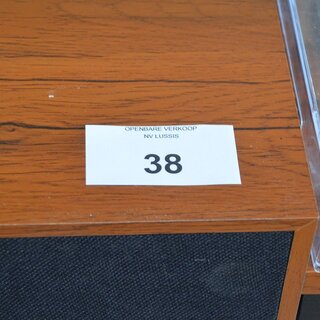 OPENBARE VERKOOP
NV LUSSIS
38